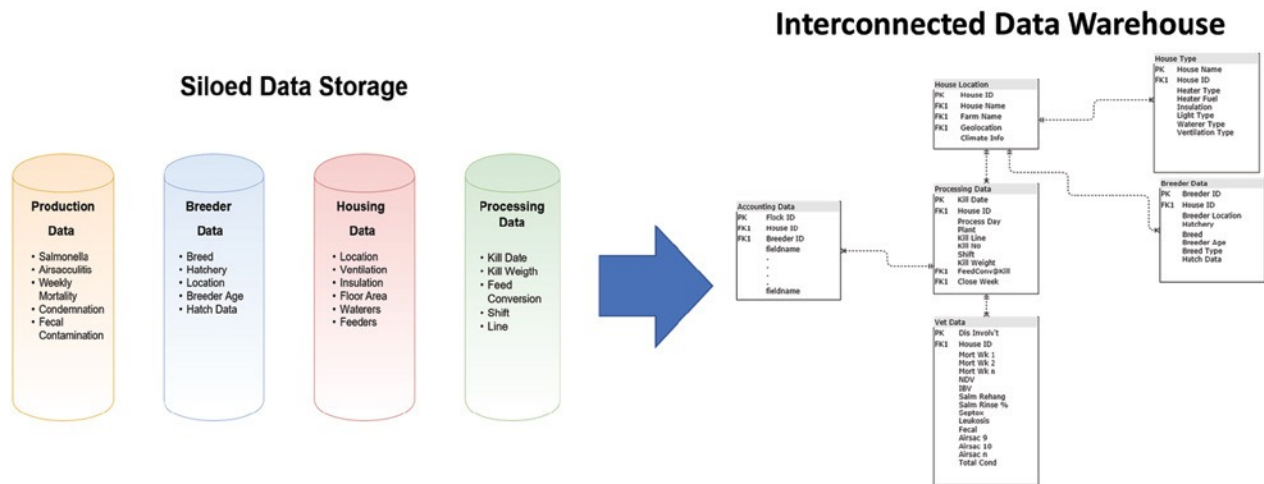 Interconnected Data Warehouse
Siloed Data Storage
Production
Data
• Salmonella
• Airsacculitis
• Weekly
Mortality
• Condemnation
• Fecal
Contamination
Breeder
Data
• Breed
• Hatchery
• Location
• Breeder Age
• Hatch Data
Housing
Data
• Location
• Ventilation
• Insulation
• Floor Area
• Waterers
• Feeders
Processing
Data
• Kill Date
• Kill Weigth
• Feed
Conversion
• Shift
• Line
Accounting Data
PK Flock ID
FK1 House ID
FK1 Breeder ID
fieldname
.
.
.
.
fieldname
House Location
PK House ID
FK1 House Name
FK1 Farm Name
FK1 Geolocation
Climate Info
Processing Data
PK Kill Date
FK1 House ID
Process Day
Plant
Kill Line
Kill No
Shift
Kill Weight
FK1 FeedConv@Kill
FK1 Close Week
Vet Data
PK Dis Involv't
FK1 House ID
Mort Wk 1
Mort Wk 2
Mort Wk n
NDV
IBV
Salm Rehang
Salm Rinse %
Septox
Leukosis
Fecal
Airsac 9
Airsac 10
Airsac n
Total Cond
House Type
PK House Name
FK1 House ID
Heater Type
Heater Fuel
Insulation
Light Type
Waterer Type
Ventilation Type
Breeder Data
PK Breeder ID
FK1 House ID
Breeder Location
Hatchery
Breed
Breeder Age
Breed Type
Hatch Data